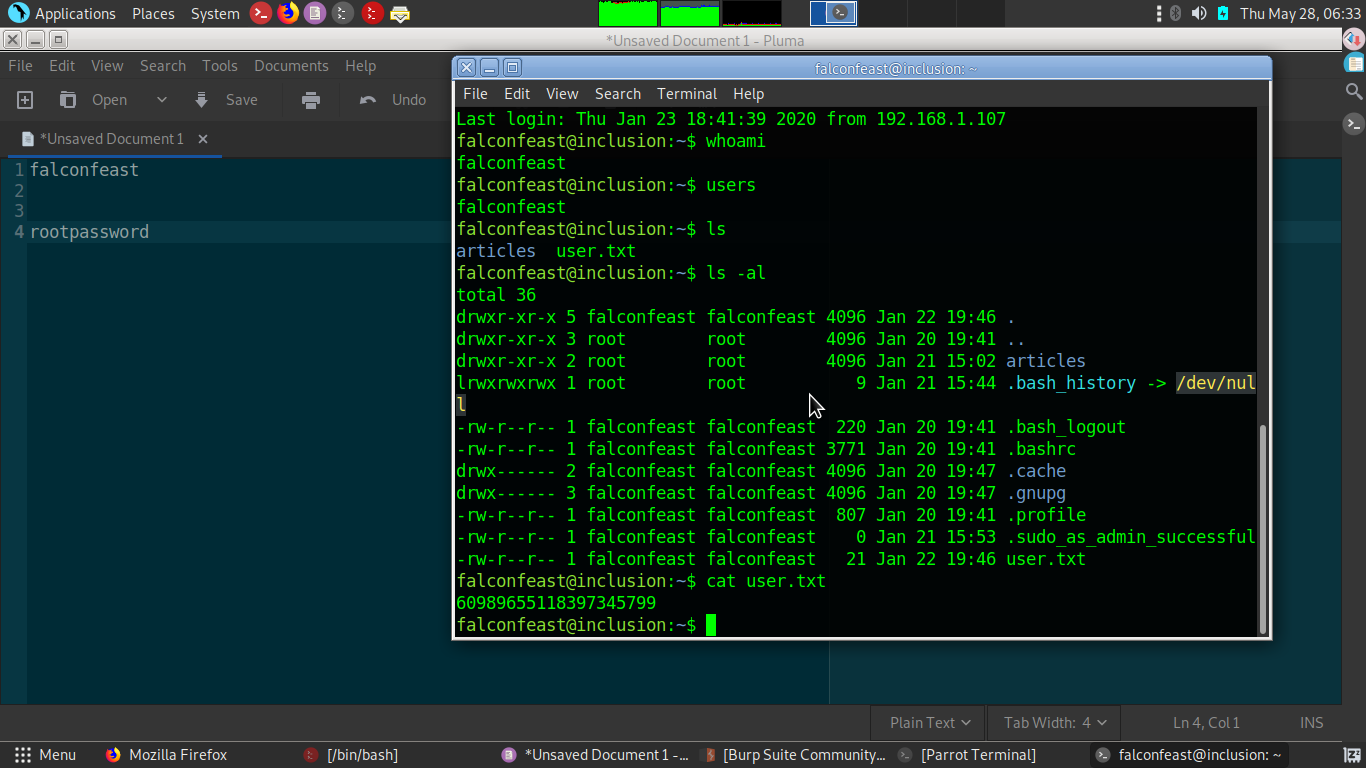 Applications Places System Thu May 28, 06:33
*Unsaved Document 1 - Pluma
File Edit View Search Tools Documents Help
Open Save Undo
*Unsaved Document 1
1 falconfeast
2
3
4 rootpassword
falconfeast@inclusion: ~
File Edit View Search Terminal Help
Last login: Thu Jan 23 18:41:39 2020 from 192.168.1.107
falconfeast@inclusion:~$ whoami
falconfeast
falconfeast@inclusion:~$ users
falconfeast
falconfeast@inclusion:~$ ls
articles  user.txt
falconfeast@inclusion:~$ ls -al
total 36
drwxr-xr-x 5 falconfeast falconfeast 4096 Jan 22 19:46 .
drwxr-xr-x 3 root        root        4096 Jan 20 19:41 ..
drwxr-xr-x 2 root        root        4096 Jan 21 15:02 articles
lrwxrwxrwx 1 root        root           9 Jan 21 15:44 .bash_history -> /dev/nul
l
-rw-r--r-- 1 falconfeast falconfeast  220 Jan 20 19:41 .bash_logout
-rw-r--r-- 1 falconfeast falconfeast 3771 Jan 20 19:41 .bashrc
drwx------ 2 falconfeast falconfeast 4096 Jan 20 19:47 .cache
drwx------ 3 falconfeast falconfeast 4096 Jan 20 19:47 .gnupg
-rw-r--r-- 1 falconfeast falconfeast  807 Jan 20 19:41 .profile
-rw-r--r-- 1 falconfeast falconfeast    0 Jan 21 15:53 .sudo_as_admin_successful
-rw-r--r-- 1 falconfeast falconfeast   21 Jan 22 19:46 user.txt
falconfeast@inclusion:~$ cat user.txt
60989655118397345799
falconfeast@inclusion:~$
Plain Text Tab Width: 4 Ln 4, Col 1 INS
Menu Mozilla Firefox [/bin/bash] *Unsaved Document 1 -... [Burp Suite Community... [Parrot Terminal] falconfeast@inclusion: ~